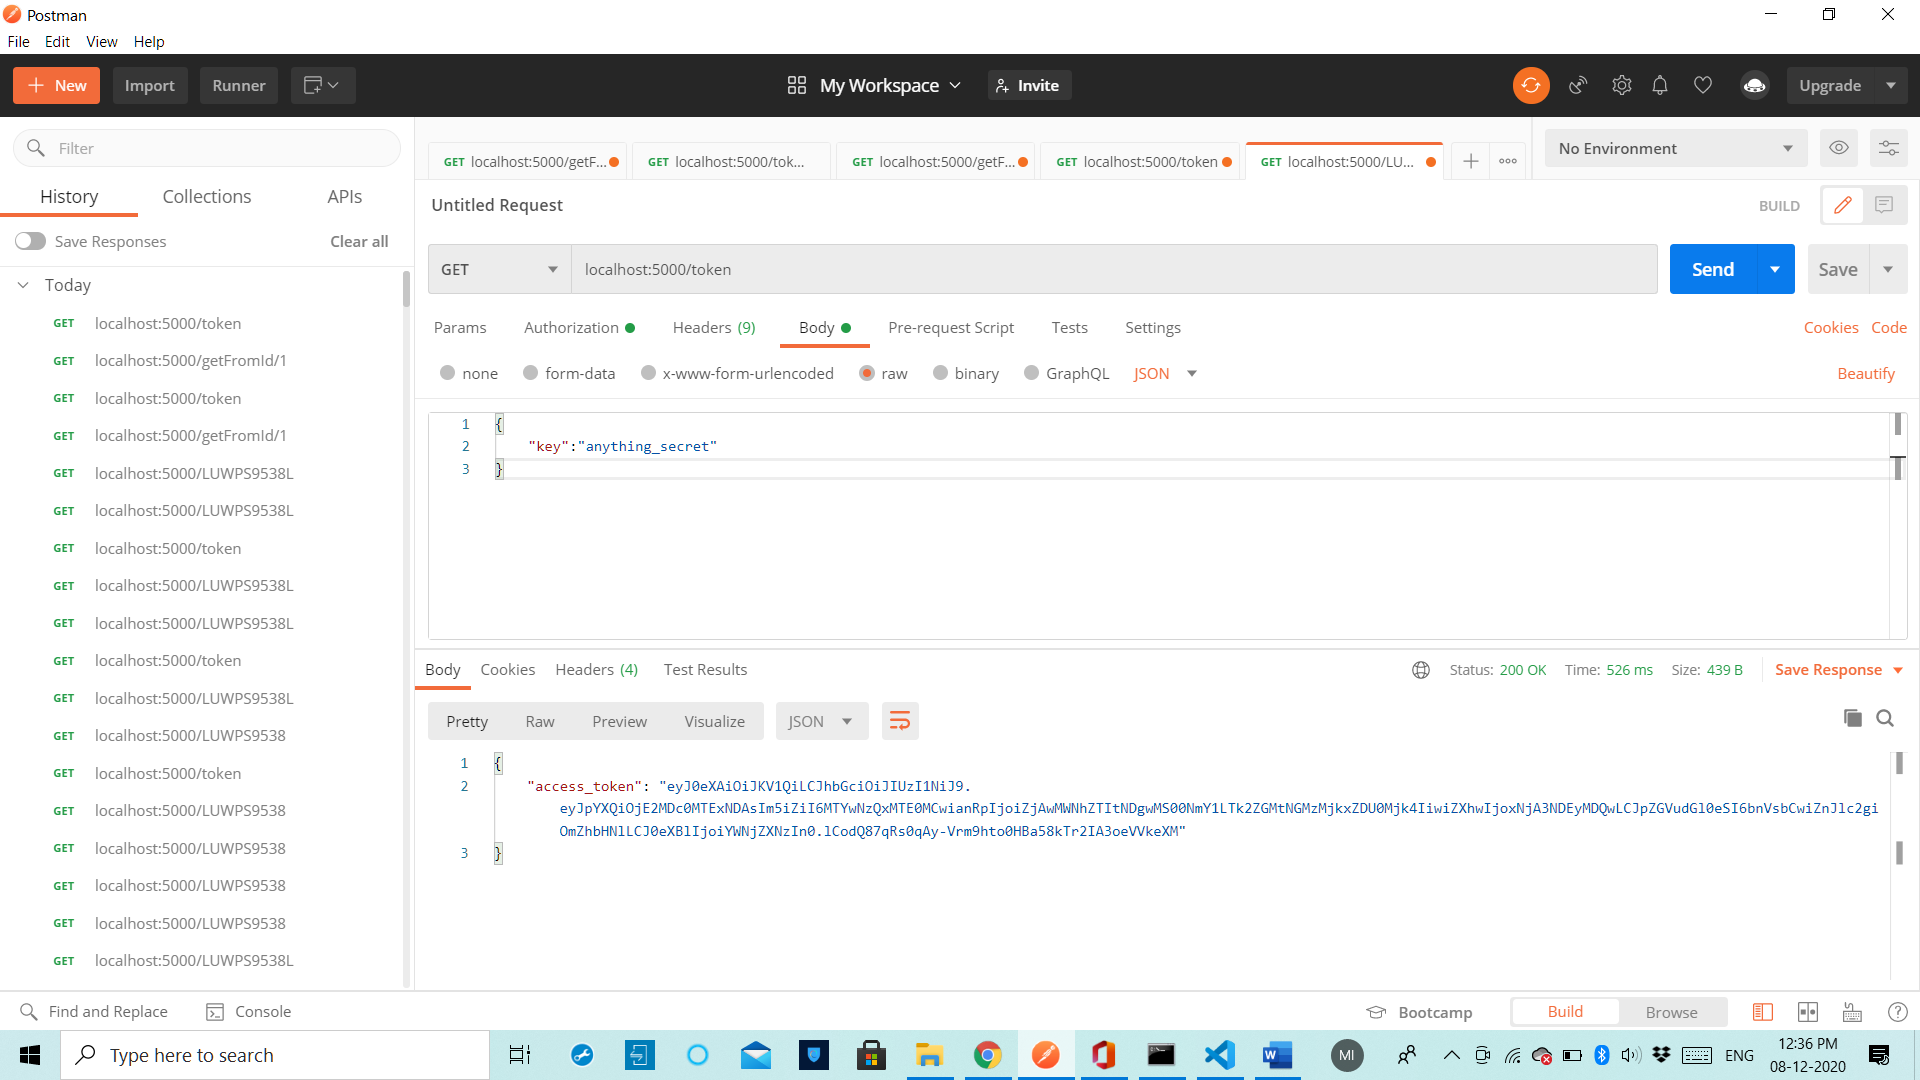 Postman
File Edit View Help
New Import Runner My Workspace Invite Upgrade
Filter
History Collections APIs
Save Responses Clear all
Today
GET localhost:5000/token
GET localhost:5000/getFromId/1
GET localhost:5000/token
GET localhost:5000/getFromId/1
GET localhost:5000/LUWPS9538L
GET localhost:5000/LUWPS9538L
GET localhost:5000/token
GET localhost:5000/LUWPS9538L
GET localhost:5000/LUWPS9538L
GET localhost:5000/token
GET localhost:5000/LUWPS9538L
GET localhost:5000/LUWPS9538
GET localhost:5000/token
GET localhost:5000/LUWPS9538
GET localhost:5000/LUWPS9538
GET localhost:5000/LUWPS9538
GET localhost:5000/LUWPS9538
GET localhost:5000/LUWPS9538L
GET localhost:5000/getF... GET localhost:5000/tok... GET localhost:5000/getF... GET localhost:5000/token GET localhost:5000/LU... No Environment
Untitled Request BUILD
GET localhost:5000/token Send Save
Params Authorization Headers (9) Body Pre-request Script Tests Settings Cookies Code
none form-data x-www-form-urlencoded raw binary GraphQL JSON Beautify
1 {
2 "key":"anything_secret"
3 }
Body Cookies Headers (4) Test Results Status: 200 OK Time: 526 ms Size: 439 B Save Response
Pretty Raw Preview Visualize JSON
1 {
2 "access_token": "eyJ0eXAiOiJKV1QiLCJhbGciOiJIUzI1NiJ9.
eyJpYXQiOjE2MDc0MTExNDAsIm5iZiI6MTYwNzQxMTE0MCwianRpIjoiZjAwMWNhZTItNDgwMS00NmY1LTk2ZGMtNGMzMjkxZDU0Mjk4IiwiZXhwIjoxNjA3NDEyMDQwLCJpZGVudGl0eSI6bnVsbCwiZnJlc2gi
OmZhbHNlLCJ0eXBlIjoiYWNjZXNzIn0.lCodQ87qRs0qAy-Vrm9hto0HBa58kTr2IA3oeVVkeXM"
3 }
Find and Replace Console Bootcamp Build Browse
Type here to search MI ENG 12:36 PM
08-12-2020